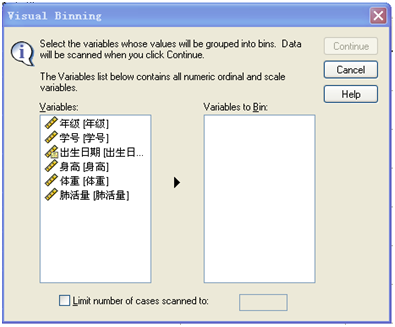 Visual Binning
Select the variables whose values will be grouped into bins. Data
will be scanned when you click Continue.
The Variables list below contains all numeric ordinal and scale
variables.
Continue
Cancel
Help
Variables:
年级 [年级]
学号 [学号]
出生日期 [出生日...
身高 [身高]
体重 [体重]
肺活量 [肺活量]
Variables to Bin:
Limit number of cases scanned to: